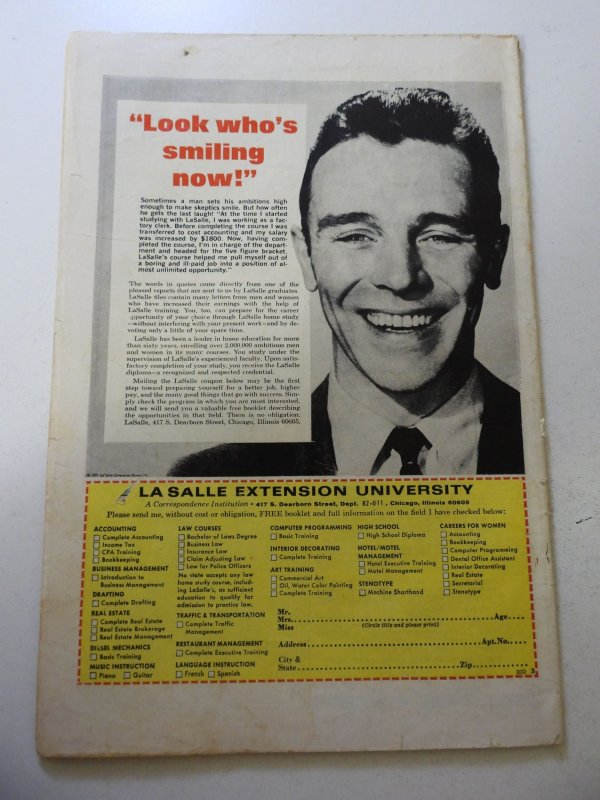 “Look who’s
smiling
now!”
Sometimes a man sets his ambitions high
enough to make skeptics smile. But how often
he gets the last laugh! “At the time I started
studying with LaSalle, I was working as a fac-
tory clerk. Before completing the course I was
transferred to cost accounting and my salary
was increased by $1800. Now, having com-
pleted the course, I’m in charge of the depart-
ment and headed for the five figure bracket.
LaSalle’s course helped me pull myself out of
a boring and ill-paid job into a position of al-
most unlimited opportunity.”
The words in quotes come directly from one of the
pleased reports that are sent to us by LaSalle graduates.
LaSalle files contain many letters from men and women
who have increased their earnings with the help of
LaSalle training. You, too, can prepare for the career
opportunity of your choice through LaSalle home study
—without interfering with your present work—and by de-
voting only a little of your spare time.
LaSalle has been a leader in home education for more
than sixty years, enrolling over 2,000,000 ambitious men
and women in its many courses. You study under the
supervision of LaSalle’s experienced faculty. Upon satis-
factory completion of your study, you receive the LaSalle
diploma—a recognized and respected credential.
Mailing the LaSalle coupon below may be the first
step toward preparing yourself for a better job, higher
pay, and the many good things that go with success. Sim-
ply check the program in which you are most interested,
and we will send you a valuable free booklet describing
the opportunities in that field. There is no obligation.
LaSalle, 417 S. Dearborn Street, Chicago, Illinois 60605.
LA SALLE EXTENSION UNIVERSITY
A Correspondence Institution • 417 S. Dearborn Street, Dept. 82-011, Chicago, Illinois 60605
Please send me, without cost or obligation, FREE booklet and full information on the field I have checked below:
ACCOUNTING
Complete Accounting
Income Tax
CPA Training
Bookkeeping
BUSINESS MANAGEMENT
Introduction to
Business Management
DRAFTING
Complete Drafting
REAL ESTATE
Complete Real Estate
Real Estate Brokerage
Real Estate Management
DIESEL MECHANICS
Basic Training
MUSIC INSTRUCTION
Piano Guitar
LAW COURSES
Bachelor of Laws Degree
Business Law
Insurance Law
Claim Adjusting Law
Law for Police Officers
No state accepts any law
home study course, includ-
ing LaSalle’s, as sufficient
education to qualify for
admission to practice law.
TRAFFIC & TRANSPORTATION
Complete Traffic
Management
RESTAURANT MANAGEMENT
Complete Executive Training
LANGUAGE INSTRUCTION
French Spanish
COMPUTER PROGRAMMING
Basic Training
INTERIOR DECORATING
Complete Training
ART TRAINING
Commercial Art
Oil, Water Color Painting
Complete Training
HIGH SCHOOL
High School Diploma
HOTEL/MOTEL
MANAGEMENT
Hotel Executive Training
Motel Management
STENOTYPE
Machine Shorthand
CAREERS FOR WOMEN
Accounting
Bookkeeping
Computer Programming
Dental Office Assistant
Interior Decorating
Real Estate
Secretarial
Stenotype
Mr.
Mrs. Age
Miss
(Circle title and please print)
Address Apt. No.
City &
State Zip